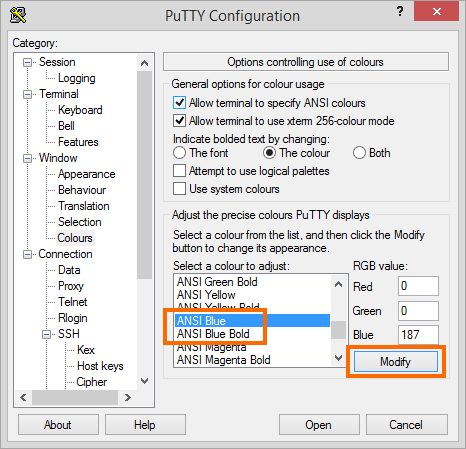 PuTTY Configuration
?
Category:
Session
Logging
Terminal
Keyboard
Bell
Features
Window
Appearance
Behaviour
Translation
Selection
Colours
Connection
Data
Proxy
Telnet
Rlogin
SSH
Kex
Host keys
Cipher
Options controlling use of colours
General options for colour usage
Allow terminal to specify ANSI colours
Allow terminal to use xterm 256-colour mode
Indicate bolded text by changing:
The font The colour Both
Attempt to use logical palettes
Use system colours
Adjust the precise colours PuTTY displays
Select a colour from the list, and then click the Modify
button to change its appearance.
Select a colour to adjust:
ANSI Green Bold
ANSI Yellow
ANSI Yellow Bold
ANSI Blue
ANSI Blue Bold
ANSI Magenta
ANSI Magenta Bold
RGB value:
Red 0
Green 0
Blue 187
Modify
About Help Open Cancel